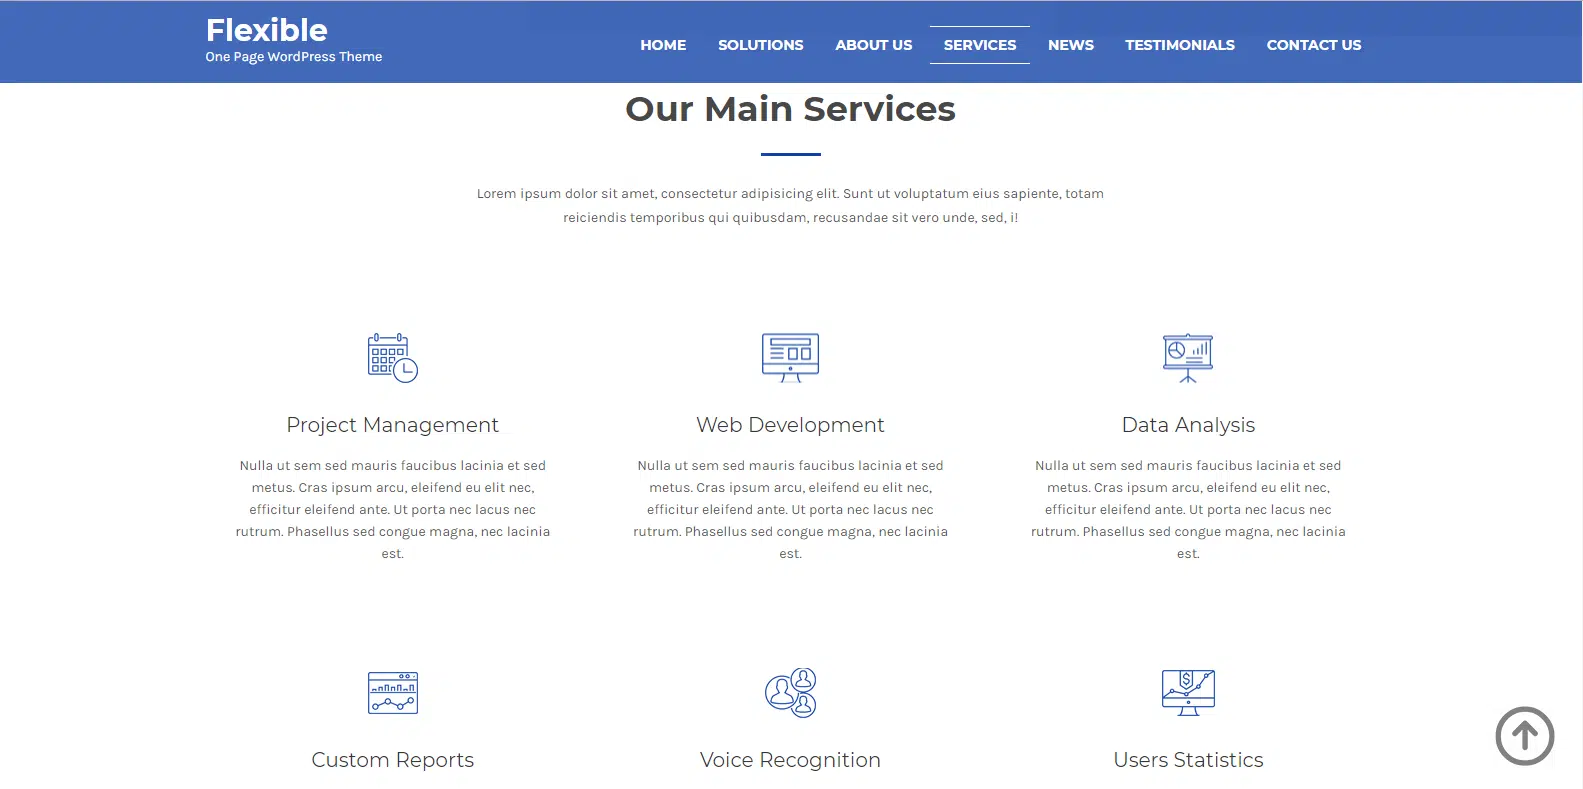 Flexible
One Page WordPress Theme
HOME SOLUTIONS ABOUT US SERVICES NEWS TESTIMONIALS CONTACT US
Our Main Services
Lorem ipsum dolor sit amet, consectetur adipisicing elit. Sunt ut voluptatum eius sapiente, totam
reiciendis temporibus qui quibusdam, recusandae sit vero unde, sed, i!
Project Management
Nulla ut sem sed mauris faucibus lacinia et sed
metus. Cras ipsum arcu, eleifend eu elit nec,
efficitur eleifend ante. Ut porta nec lacus nec
rutrum. Phasellus sed congue magna, nec lacinia
est.
Web Development
Nulla ut sem sed mauris faucibus lacinia et sed
metus. Cras ipsum arcu, eleifend eu elit nec,
efficitur eleifend ante. Ut porta nec lacus nec
rutrum. Phasellus sed congue magna, nec lacinia
est.
Data Analysis
Nulla ut sem sed mauris faucibus lacinia et sed
metus. Cras ipsum arcu, eleifend eu elit nec,
efficitur eleifend ante. Ut porta nec lacus nec
rutrum. Phasellus sed congue magna, nec lacinia
est.
Custom Reports
Voice Recognition
$
Users Statistics